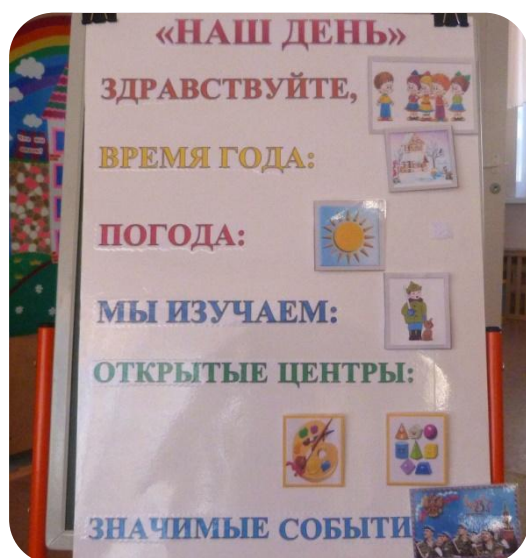 «НАШ ДЕНЬ»
ЗДРАВСТВУЙТЕ,
ВРЕМЯ ГОДА:
ПОГОДА:
МЫ ИЗУЧАЕМ:
ОТКРЫТЫЕ ЦЕНТРЫ:
ЗНАЧИМЫЕ СОБЫТИ